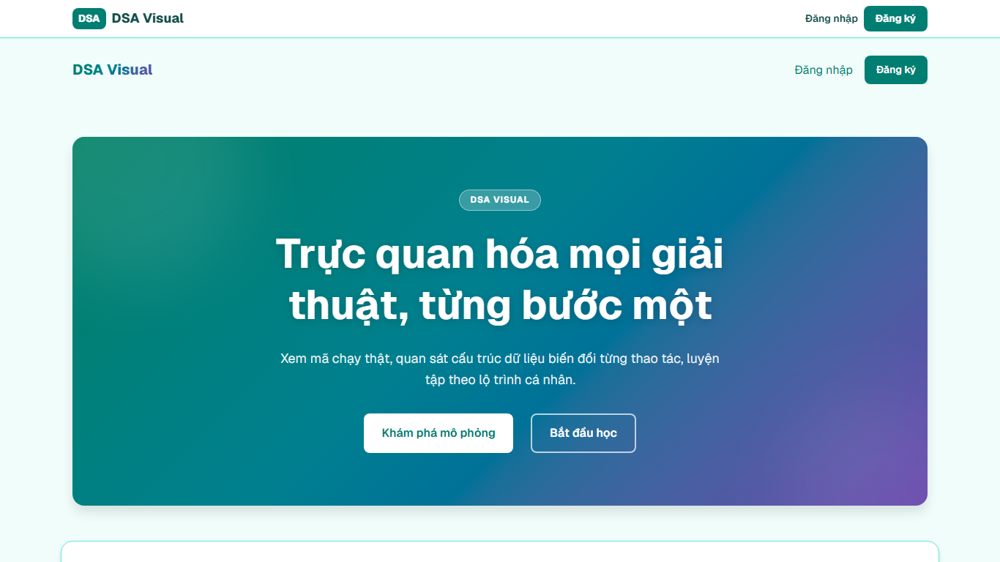 DSA DSA Visual Đăng nhập Đăng ký
DSA Visual Đăng nhập Đăng ký
DSA VISUAL
Trực quan hóa mọi giải
thuật, từng bước một
Xem mã chạy thật, quan sát cấu trúc dữ liệu biến đổi từng thao tác, luyện
tập theo lộ trình cá nhân.
Khám phá mô phỏng Bắt đầu học